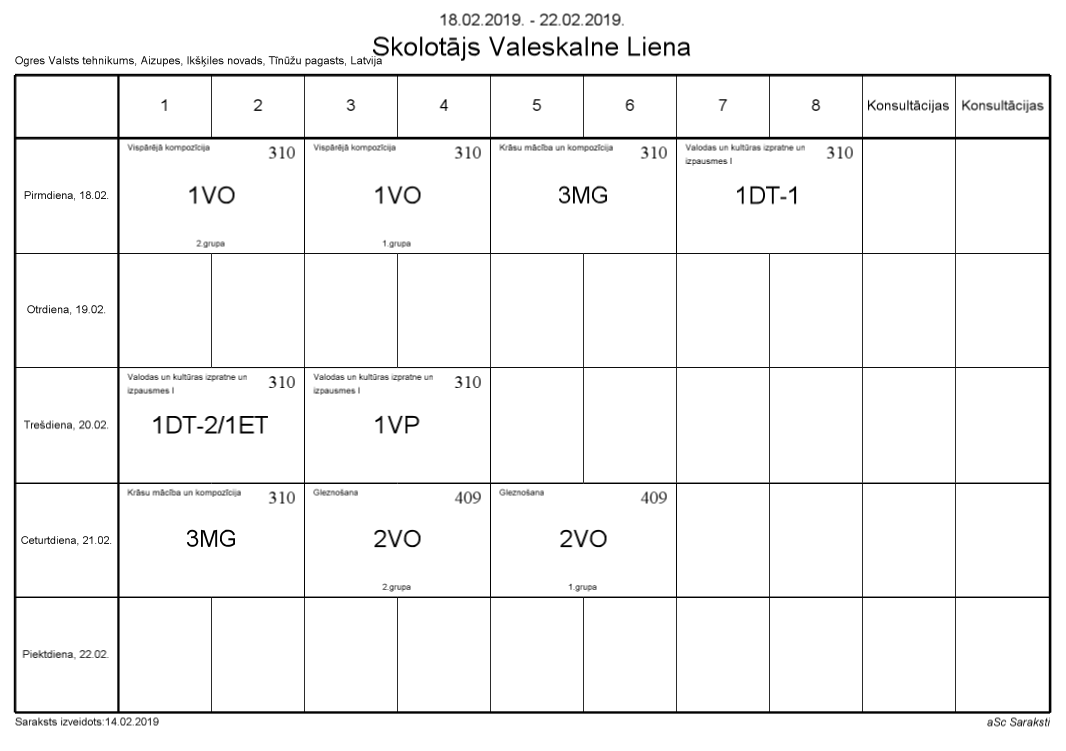 18.02.2019. - 22.02.2019.
Skolotājs Valeskalne Liena
Ogres Valsts tehnikums, Aizupes, Ikšķiles novads, Tīnūžu pagasts, Latvija
1 2 3 4 5 6 7 8 Konsultācijas Konsultācijas
Pirmdiena, 18.02.
Vispārējā kompozīcija 310
1VO
2.grupa
Vispārējā kompozīcija 310
1VO
1.grupa
Krāsu mācība un kompozīcija 310
3MG
Valodas un kultūras izpratne un 310
izpausmes I
1DT-1
Otrdiena, 19.02.
Trešdiena, 20.02.
Valodas un kultūras izpratne un 310
izpausmes I
1DT-2/1ET
Valodas un kultūras izpratne un 310
izpausmes I
1VP
Ceturtdiena, 21.02.
Krāsu mācība un kompozīcija 310
3MG
Gleznošana 409
2VO
2.grupa
Gleznošana 409
2VO
1.grupa
Piektdiena, 22.02.
Saraksts izveidots:14.02.2019
aSc Saraksti